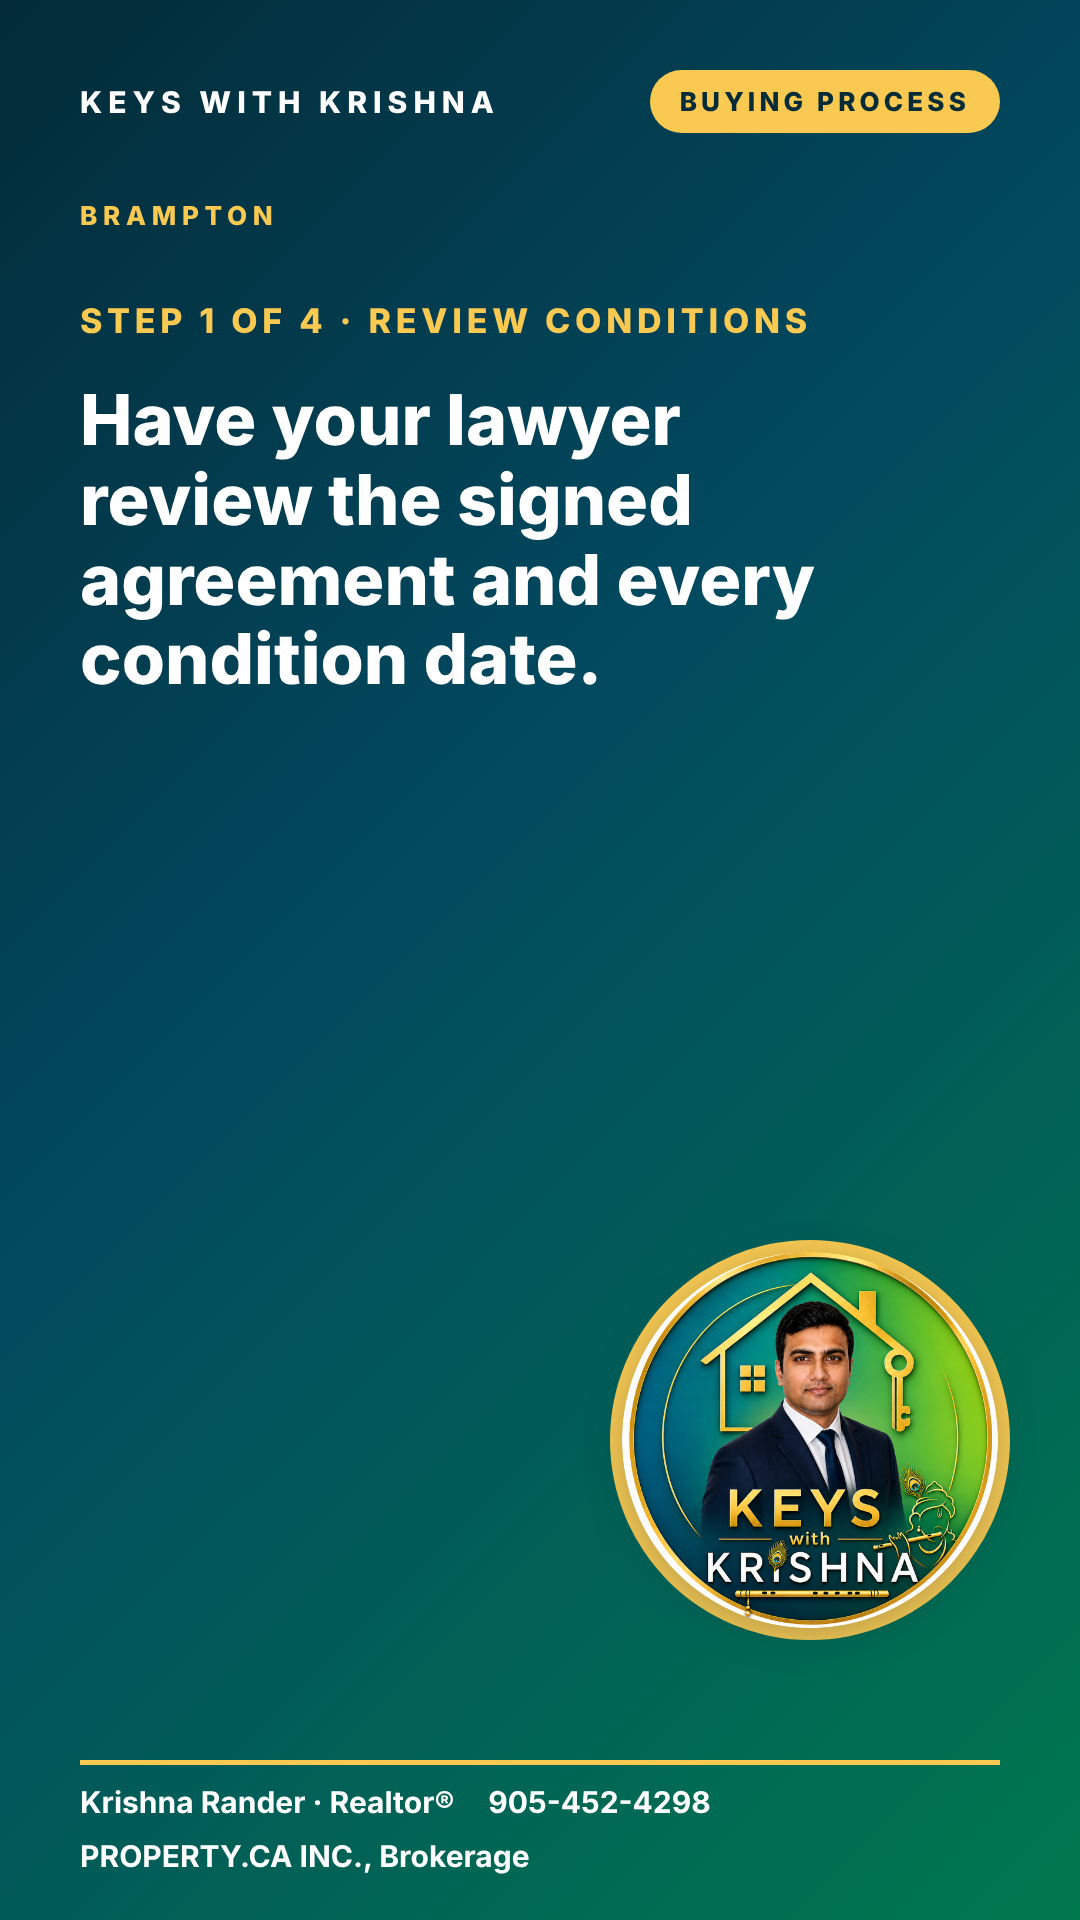 KEYS WITH KRISHNA
BUYING PROCESS
BRAMPTON
STEP 1 OF 4 · REVIEW CONDITIONS
Have your lawyer
review the signed
agreement and every
condition date.
KEYS
with
KRISHNA
Krishna Rander · Realtor® 905-452-4298
PROPERTY.CA INC., Brokerage